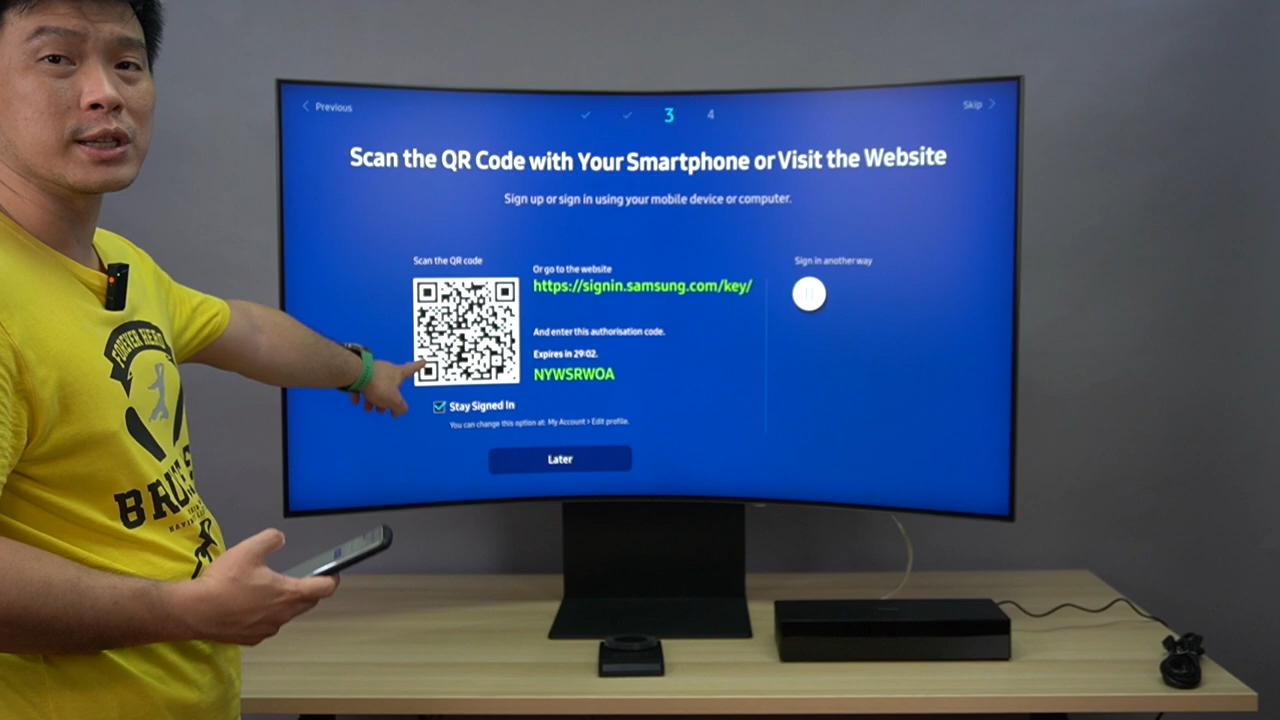 Previous
3
4
Skip
Scan the QR Code with Your Smartphone or Visit the Website
Sign up or sign in using your mobile device or computer.
Scan the QR code
Or go to the website
https://signin.samsung.com/key/
And enter this authorisation code.
Expires in 29:02.
NYWSRWOA
Sign in another way
Stay Signed In
You can change this option at: My Account > Edit profile.
Later
FOREVER HERO